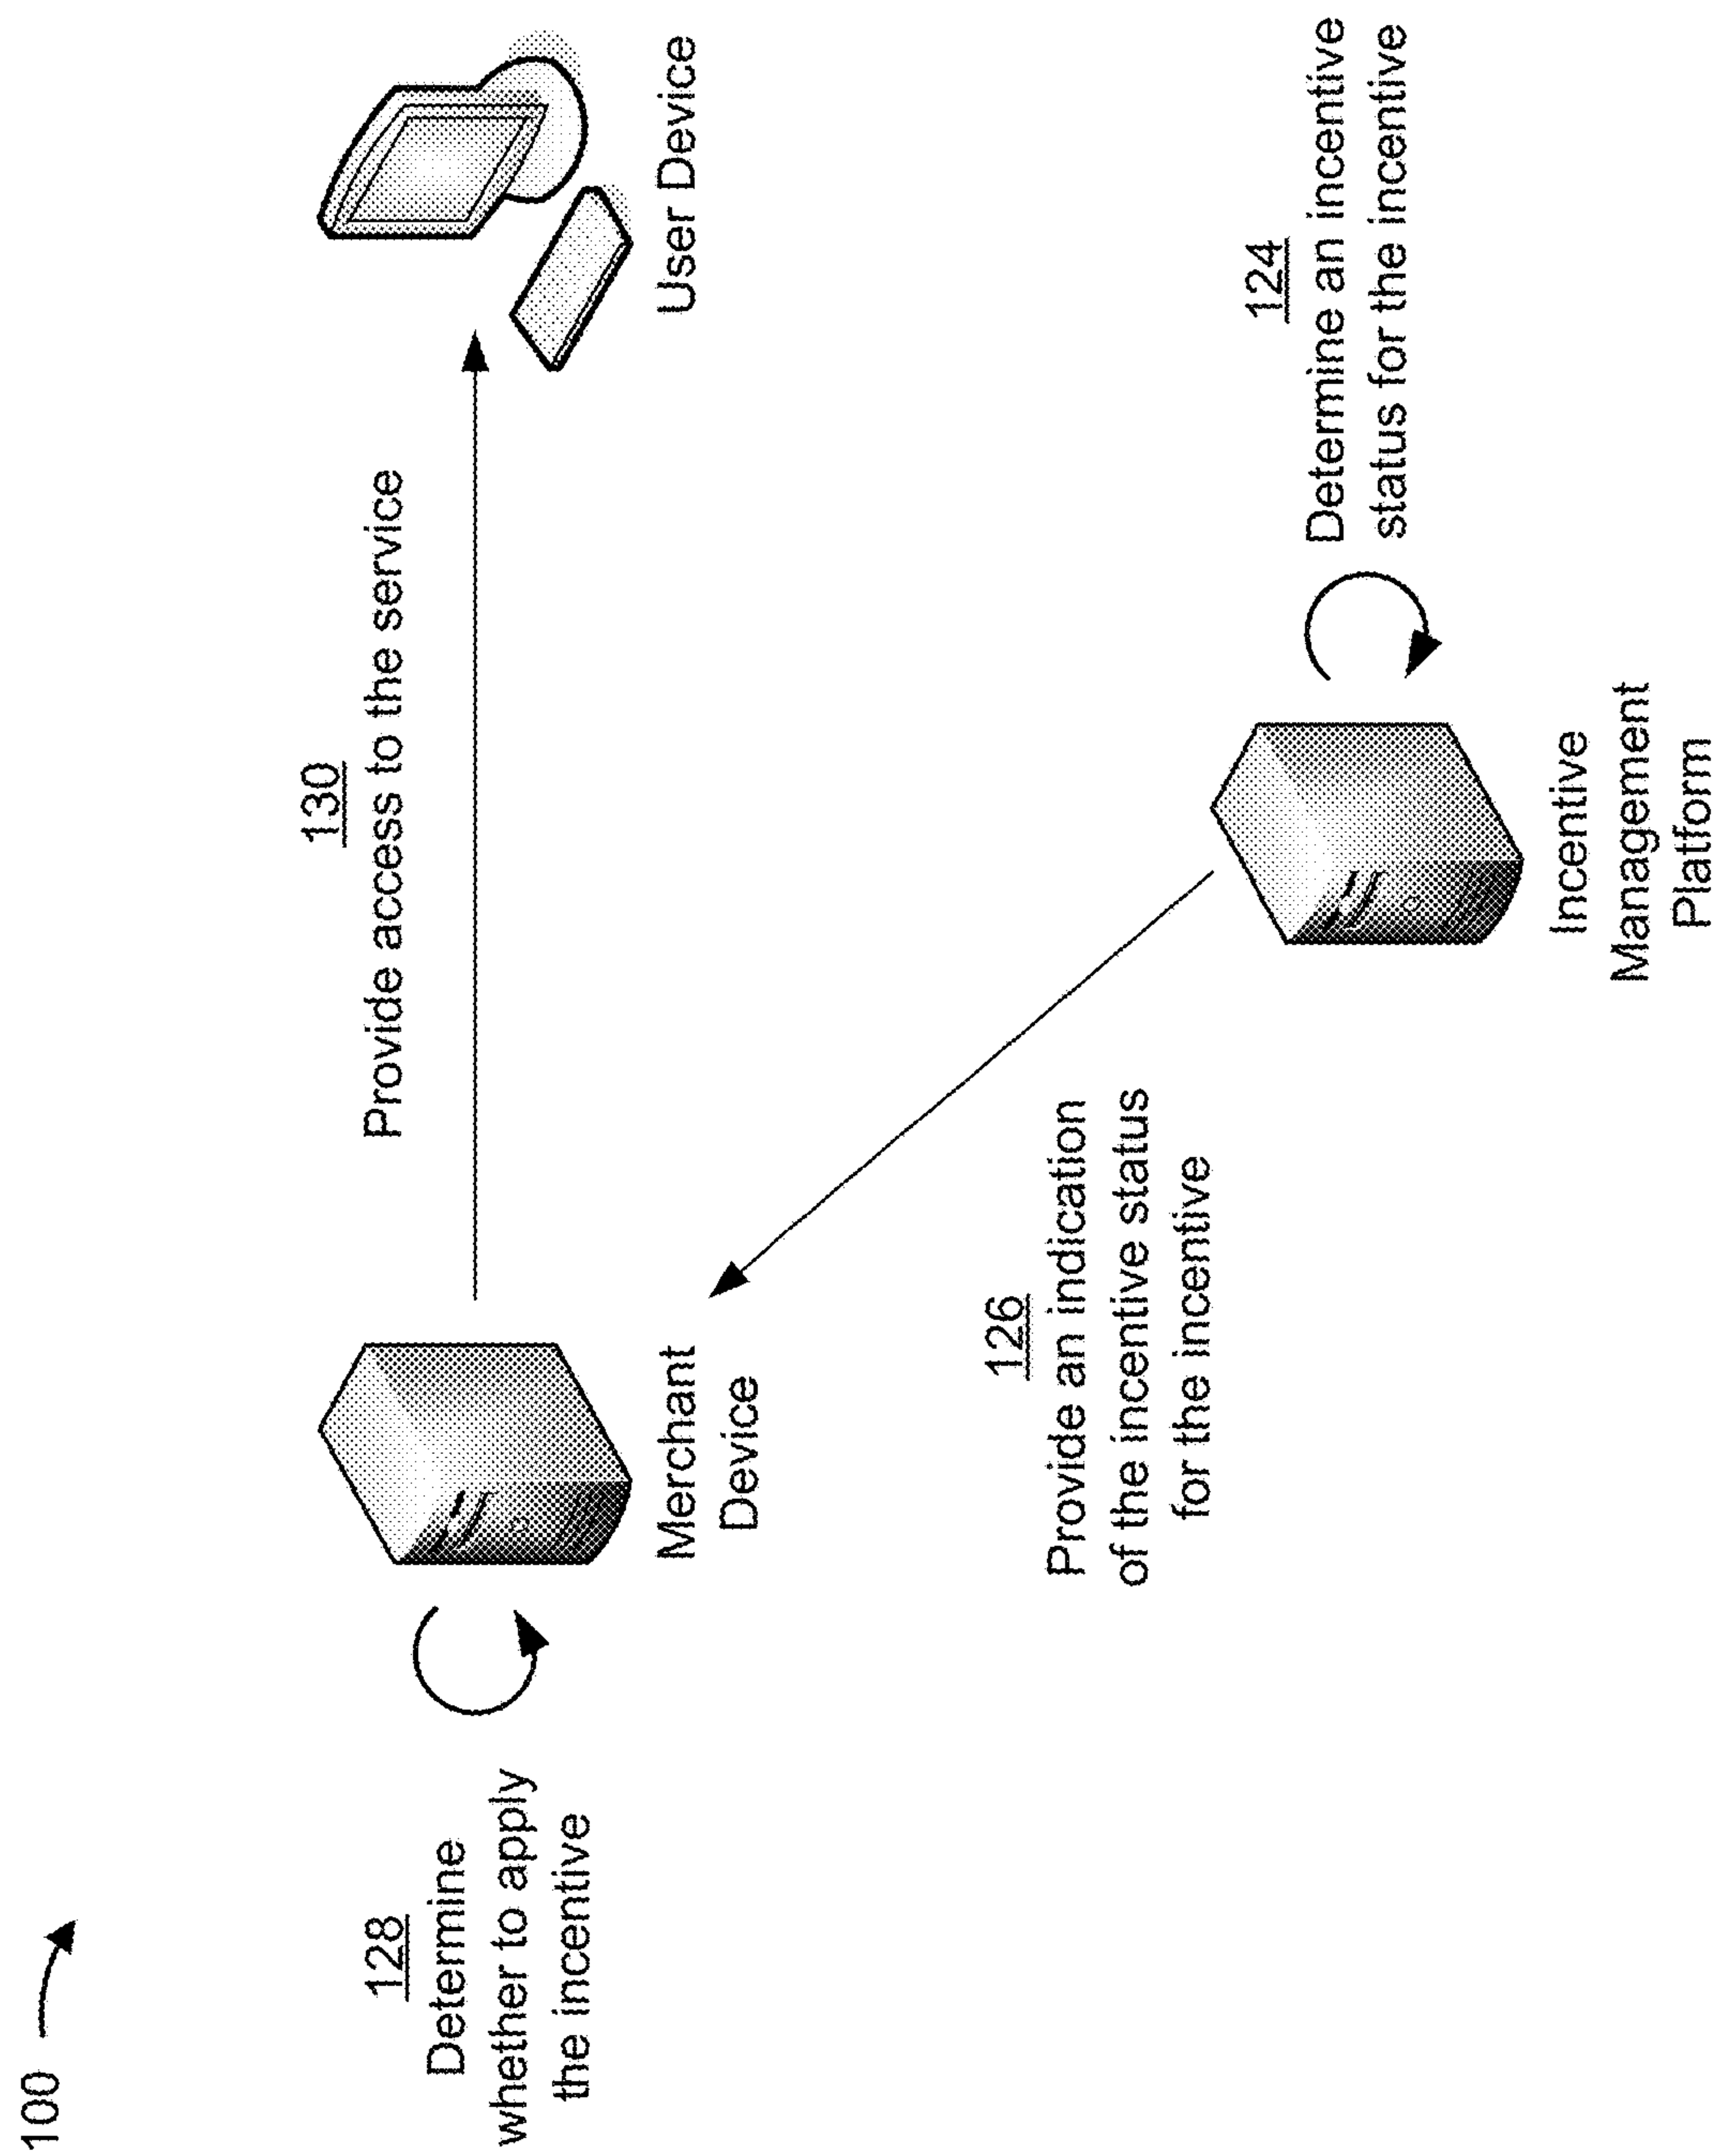 100
130
Provide access to the service
128
Determine
whether to apply
the incentive
Merchant
Device
User Device
126
Provide an indication
of the incentive status
for the incentive
124
Determine an incentive
status for the incentive
Incentive
Management
Platform